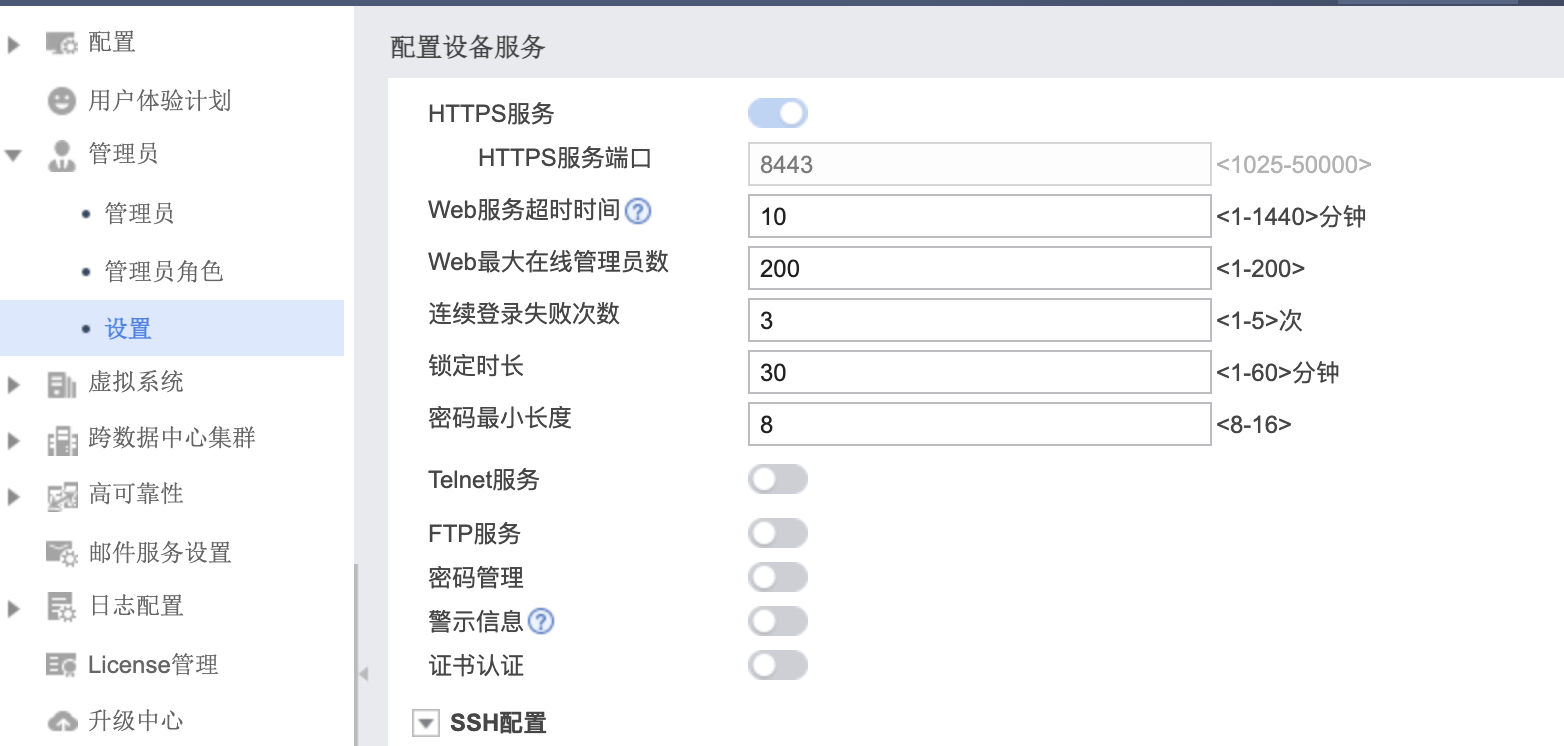 配置
用户体验计划
管理员
管理员
管理员角色
设置
虚拟系统
跨数据中心集群
高可靠性
邮件服务设置
日志配置
License管理
升级中心
配置设备服务
HTTPS服务
HTTPS服务端口 8443 <1025-50000>
Web服务超时时间 ? 10 <1-1440>分钟
Web最大在线管理员数 200 <1-200>
连续登录失败次数 3 <1-5>次
锁定时长 30 <1-60>分钟
密码最小长度 8 <8-16>
Telnet服务
FTP服务
密码管理
警示信息 ?
证书认证
SSH配置